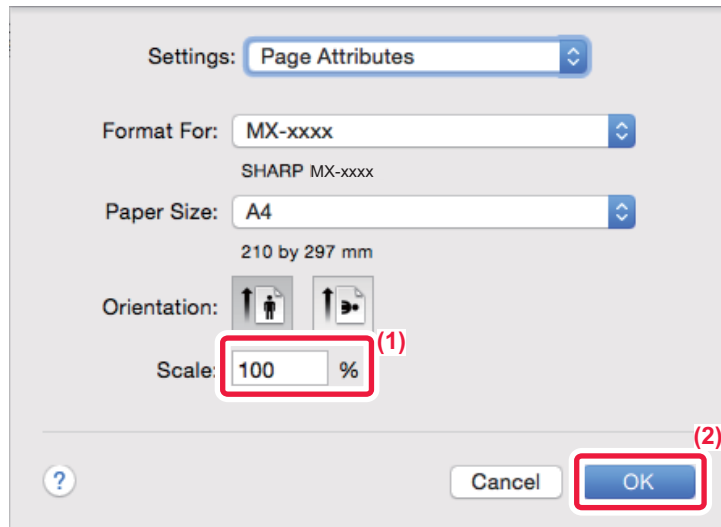 Settings: Page Attributes
Format For: MX-xxxx
SHARP MX-xxxx
Paper Size: A4
210 by 297 mm
Orientation:
(1)
Scale: 100 %
(2)
? Cancel OK